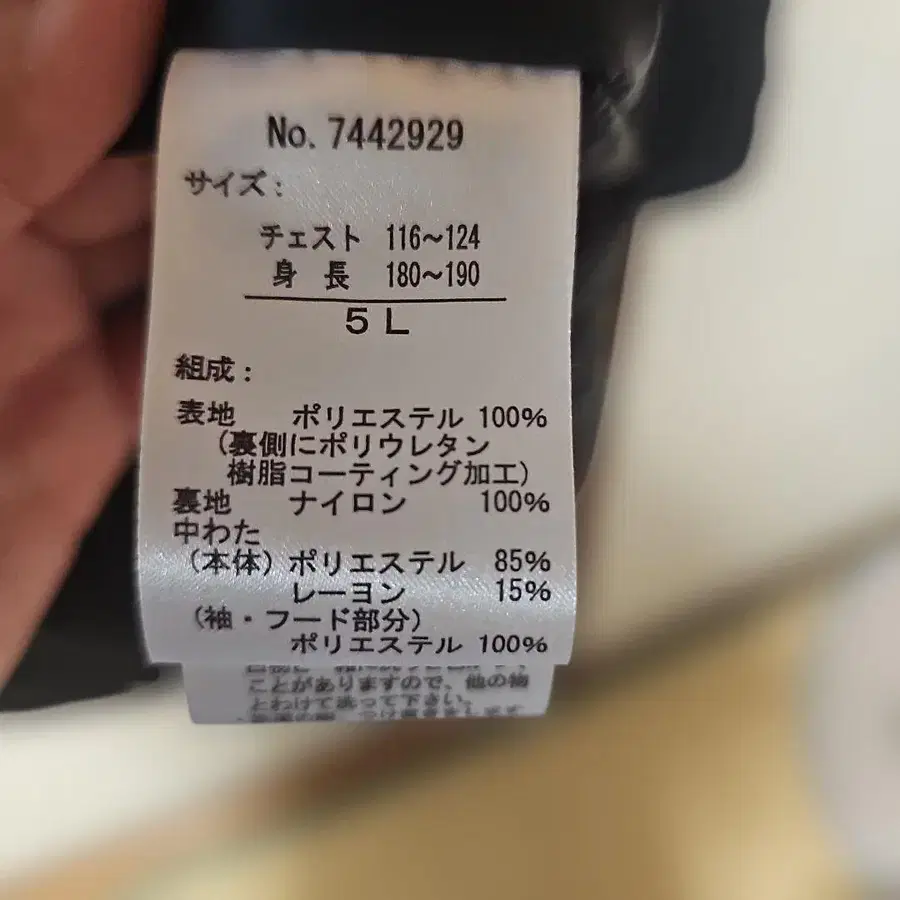 No. 7442929
サイズ：
チェスト 116～124
身 長 180～190
5L
組成：
表地 ポリエステル 100%
（裏側にポリウレタン
樹脂コーティング加工）
裏地 ナイロン 100%
中わた
（本体）ポリエステル 85%
レーヨン 15%
（袖・フード部分）
ポリエステル 100%
ことがありますので、他の物
とわけて洗って下さい。